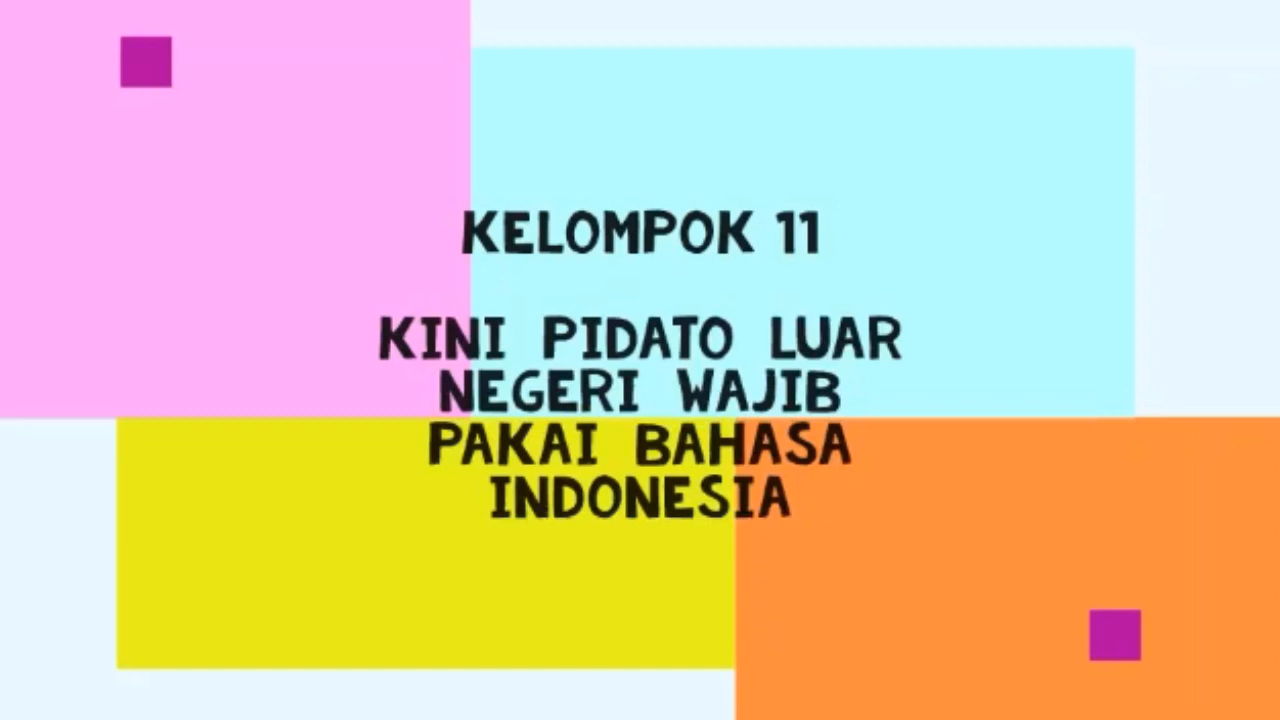 KELOMPOK 11
KINI PIDATO LUAR
NEGERI WAJIB
PAKAI BAHASA
INDONESIA